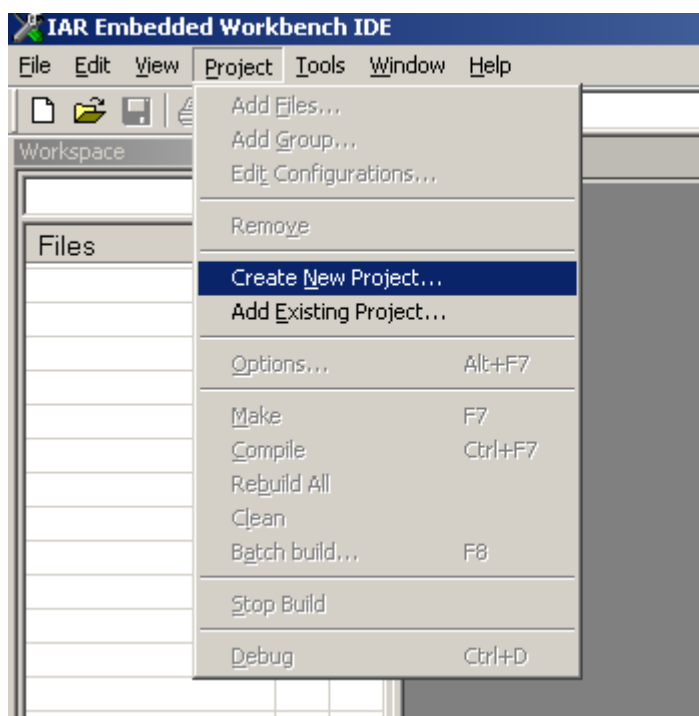 IAR Embedded Workbench IDE
File Edit View Project Tools Window Help
Workspace
Files
Add Files...
Add Group...
Edit Configurations...
Remove
Create New Project...
Add Existing Project...
Options... Alt+F7
Make F7
Compile Ctrl+F7
Rebuild All
Clean
Batch build... F8
Stop Build
Debug Ctrl+D